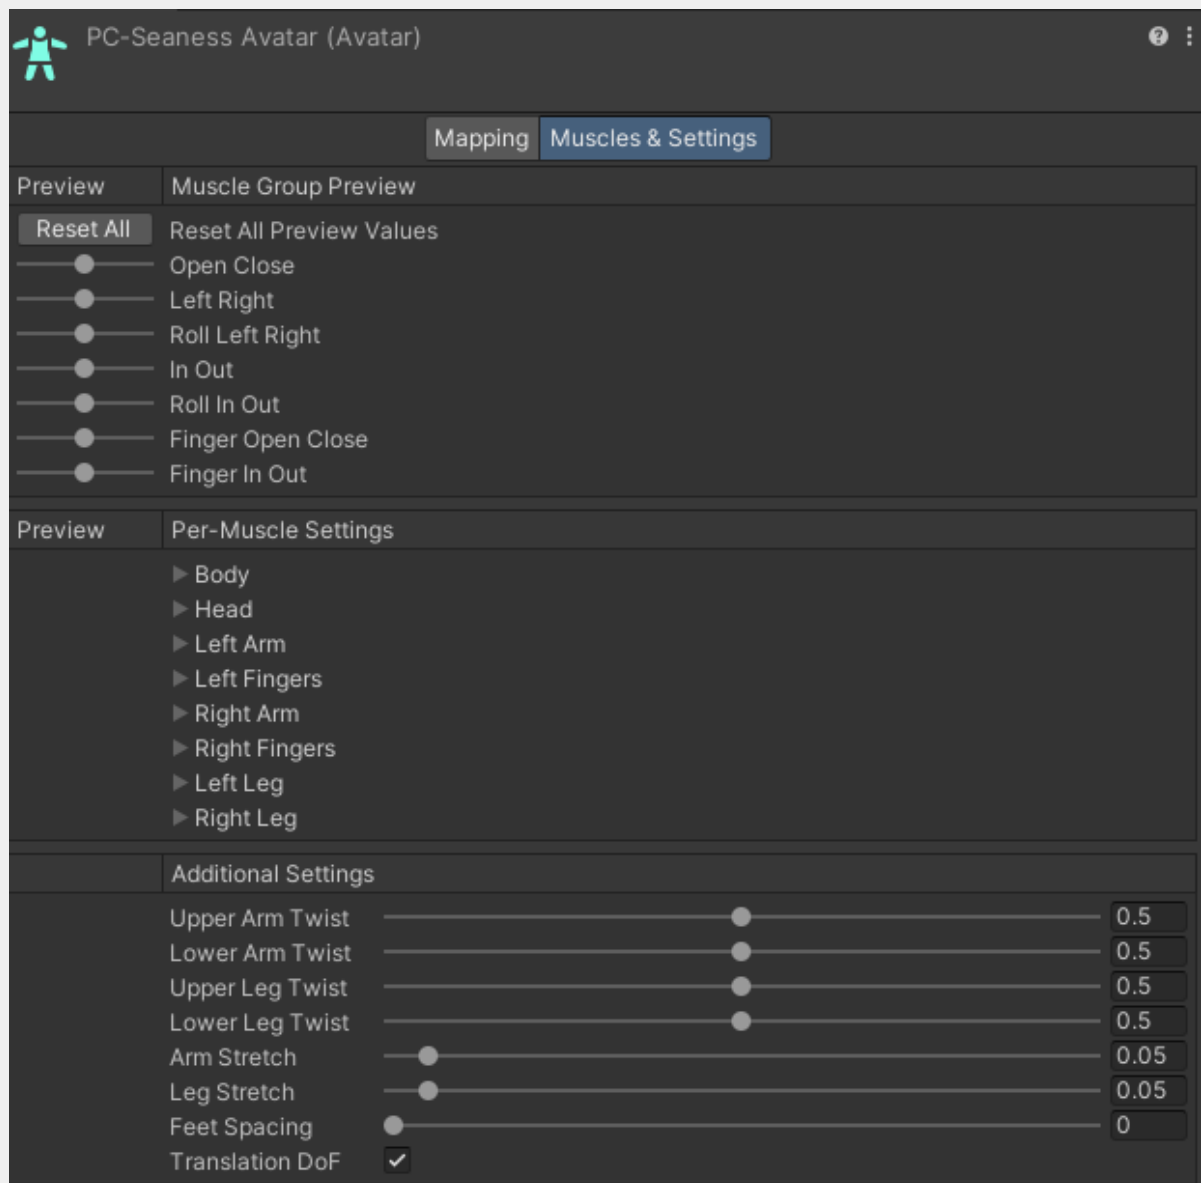 PC-Seaness Avatar (Avatar)
Mapping Muscles & Settings
Preview Muscle Group Preview
Reset All Reset All Preview Values
Open Close
Left Right
Roll Left Right
In Out
Roll In Out
Finger Open Close
Finger In Out
Preview Per-Muscle Settings
Body
Head
Left Arm
Left Fingers
Right Arm
Right Fingers
Left Leg
Right Leg
Additional Settings
Upper Arm Twist 0.5
Lower Arm Twist 0.5
Upper Leg Twist 0.5
Lower Leg Twist 0.5
Arm Stretch 0.05
Leg Stretch 0.05
Feet Spacing 0
Translation DoF